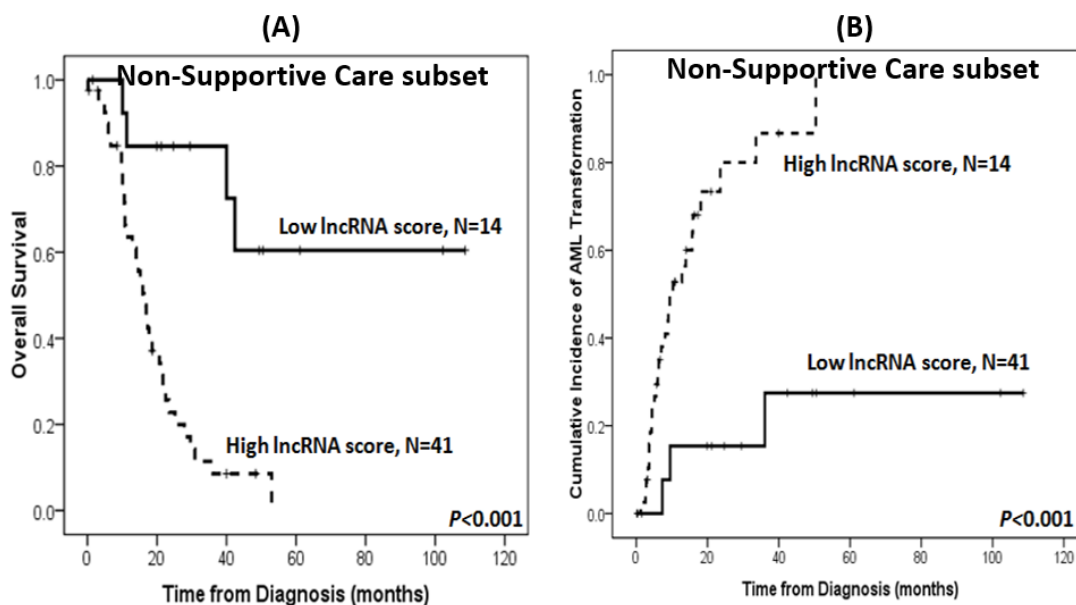 (A)
Non-Supportive Care subset
1.0
0.8
0.6
0.4
0.2
0.0
Overall Survival
Low lncRNA score, N=14
High lncRNA score, N=41
P<0.001
0 20 40 60 80 100 120
Time from Diagnosis (months)
(B)
Non-Supportive Care subset
1.0
0.8
0.6
0.4
0.2
0.0
Cumulative Incidence of AML Transformation
High lncRNA score, N=14
Low lncRNA score, N=41
P<0.001
0 20 40 60 80 100 120
Time from Diagnosis (months)